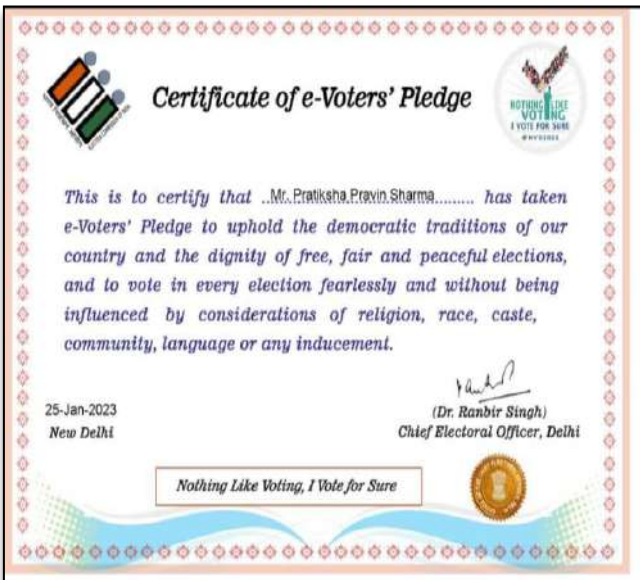 Certificate of e-Voters' Pledge
NOTHING LIKE
VOTING
I VOTE FOR SURE
This is to certify that ..Mr. Pratiksha Pravin Sharma......... has taken
e-Voters' Pledge to uphold the democratic traditions of our
country and the dignity of free, fair and peaceful elections,
and to vote in every election fearlessly and without being
influenced by considerations of religion, race, caste,
community, language or any inducement.
25-Jan-2023
New Delhi
(Dr. Ranbir Singh)
Chief Electoral Officer, Delhi
Nothing Like Voting, I Vote for Sure